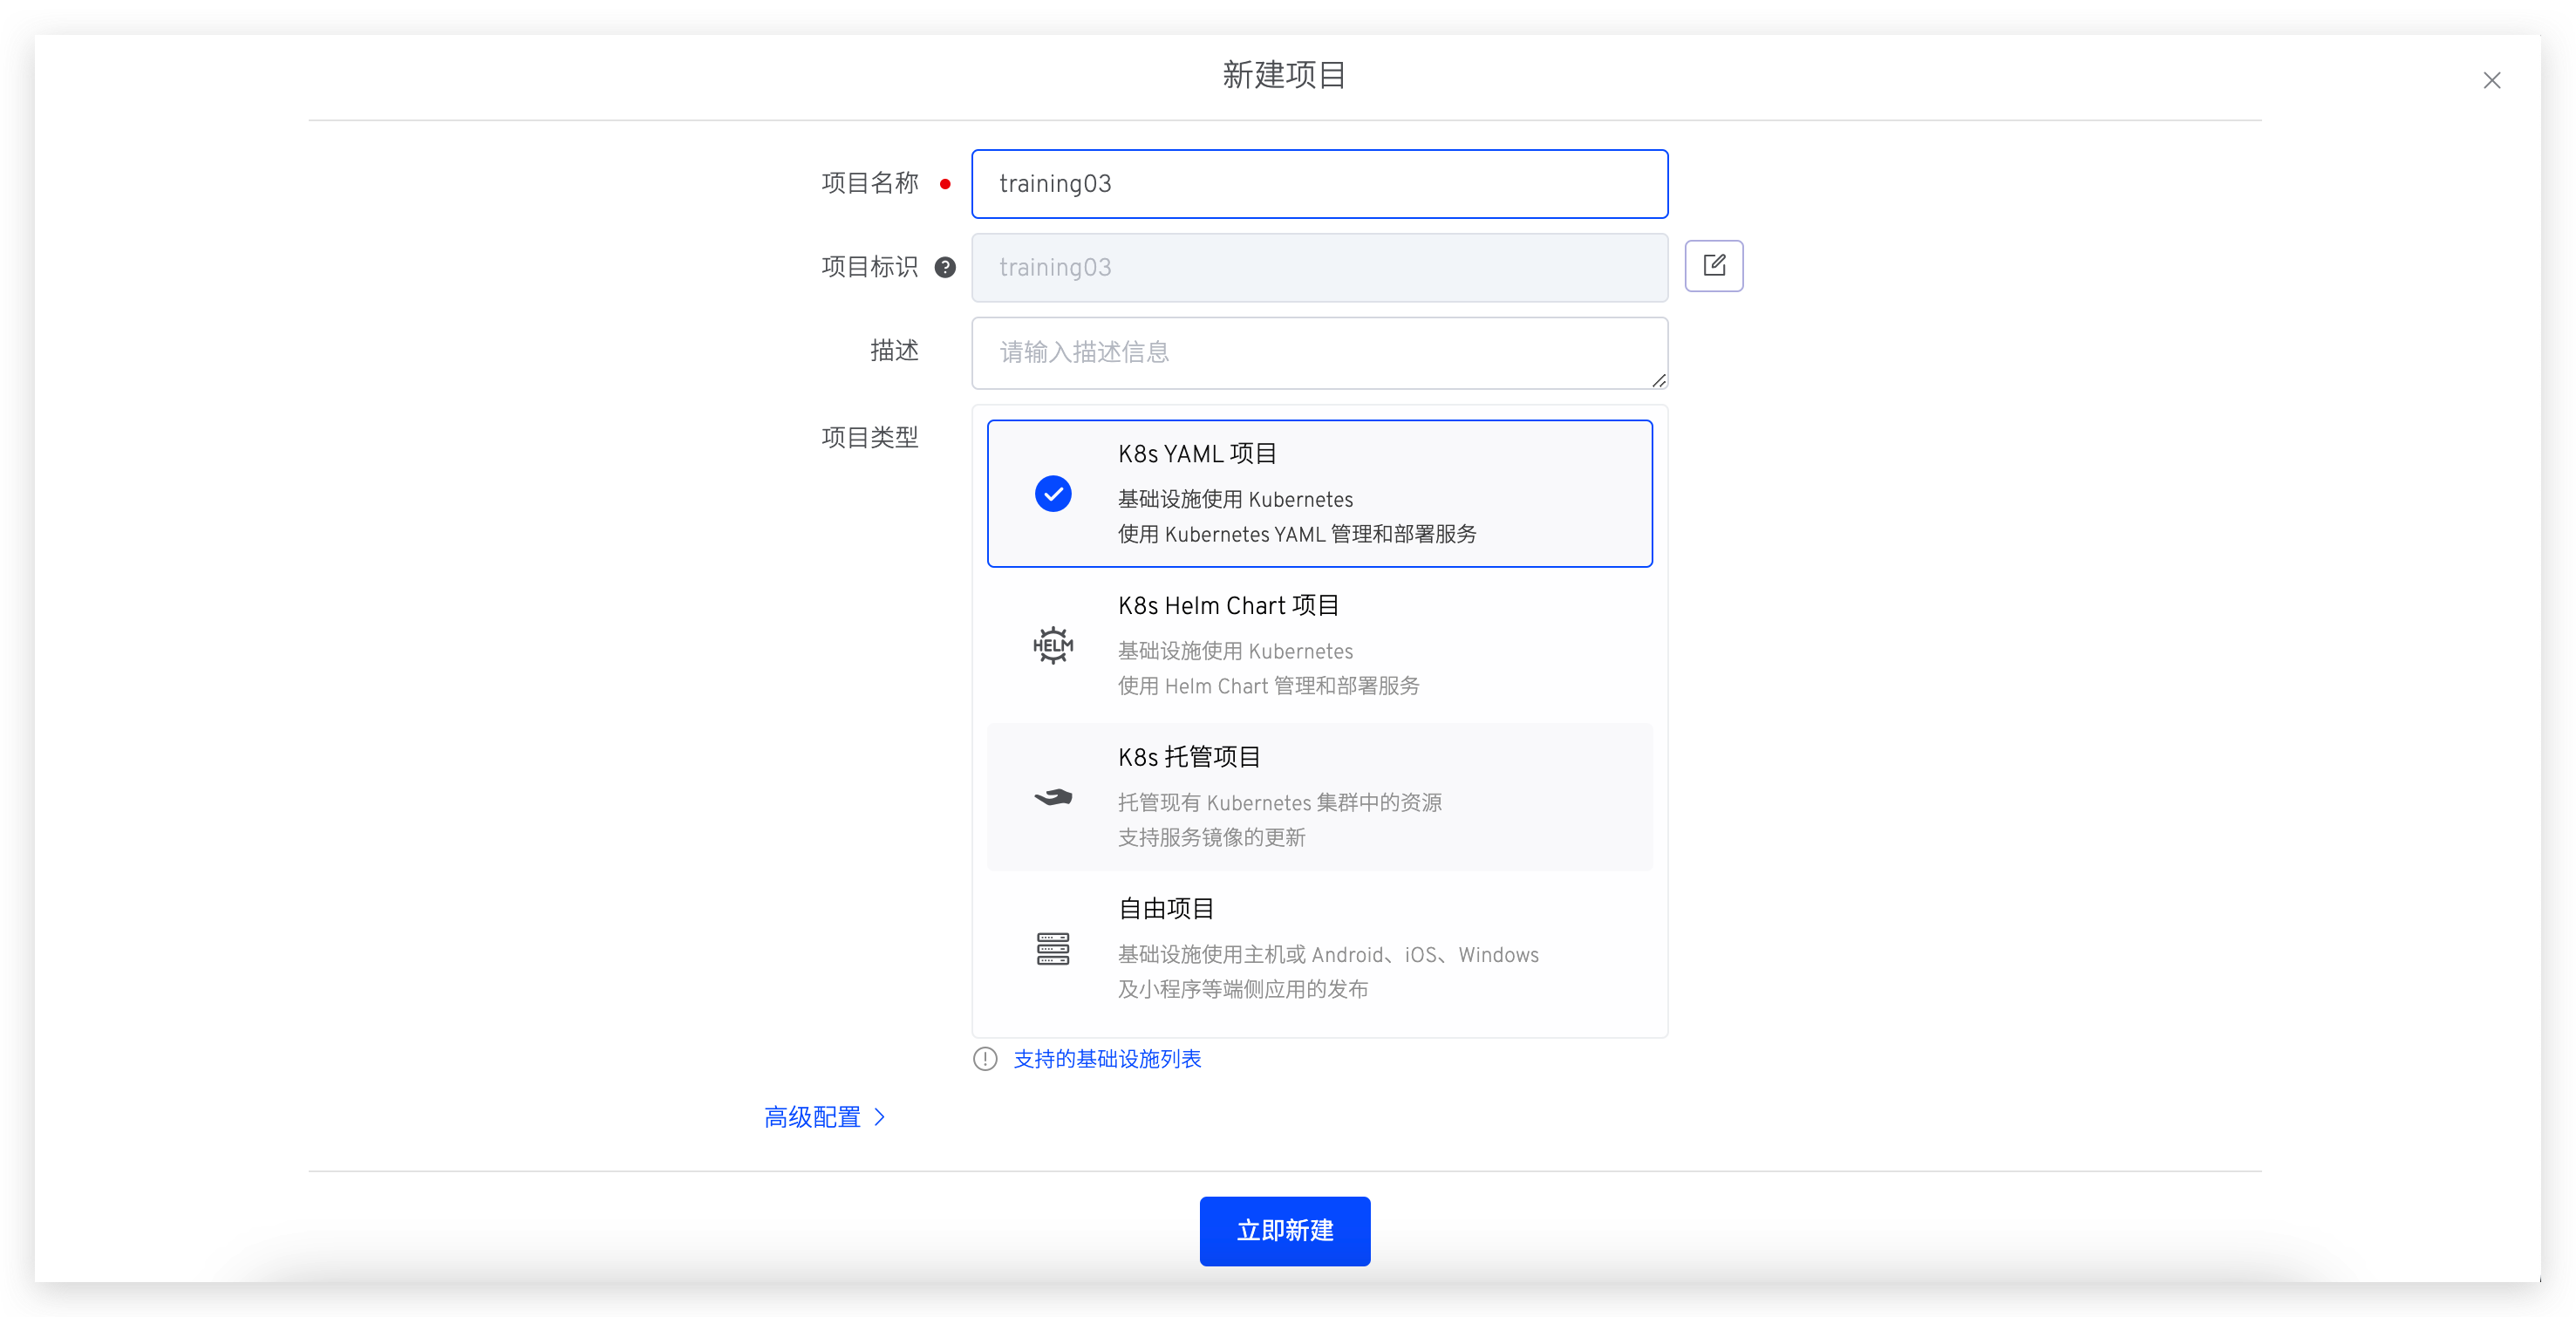 新建项目
项目名称 training03
项目标识 training03
描述 请输入描述信息
项目类型
K8s YAML 项目
基础设施使用 Kubernetes
使用 Kubernetes YAML 管理和部署服务
HELM
K8s Helm Chart 项目
基础设施使用 Kubernetes
使用 Helm Chart 管理和部署服务
K8s 托管项目
托管现有 Kubernetes 集群中的资源
支持服务镜像的更新
自由项目
基础设施使用主机或 Android、iOS、Windows
及小程序等端侧应用的发布
支持的基础设施列表
高级配置
立即新建